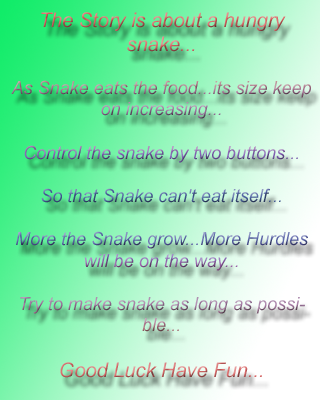 The Story is about a hungry
snake...
As Snake eats the food...its size keep
on increasing...
Control the snake by two buttons...
So that Snake can't eat itself...
More the Snake grow...More Hurdles
will be on the way...
Try to make snake as long as possi-
ble...
Good Luck Have Fun...